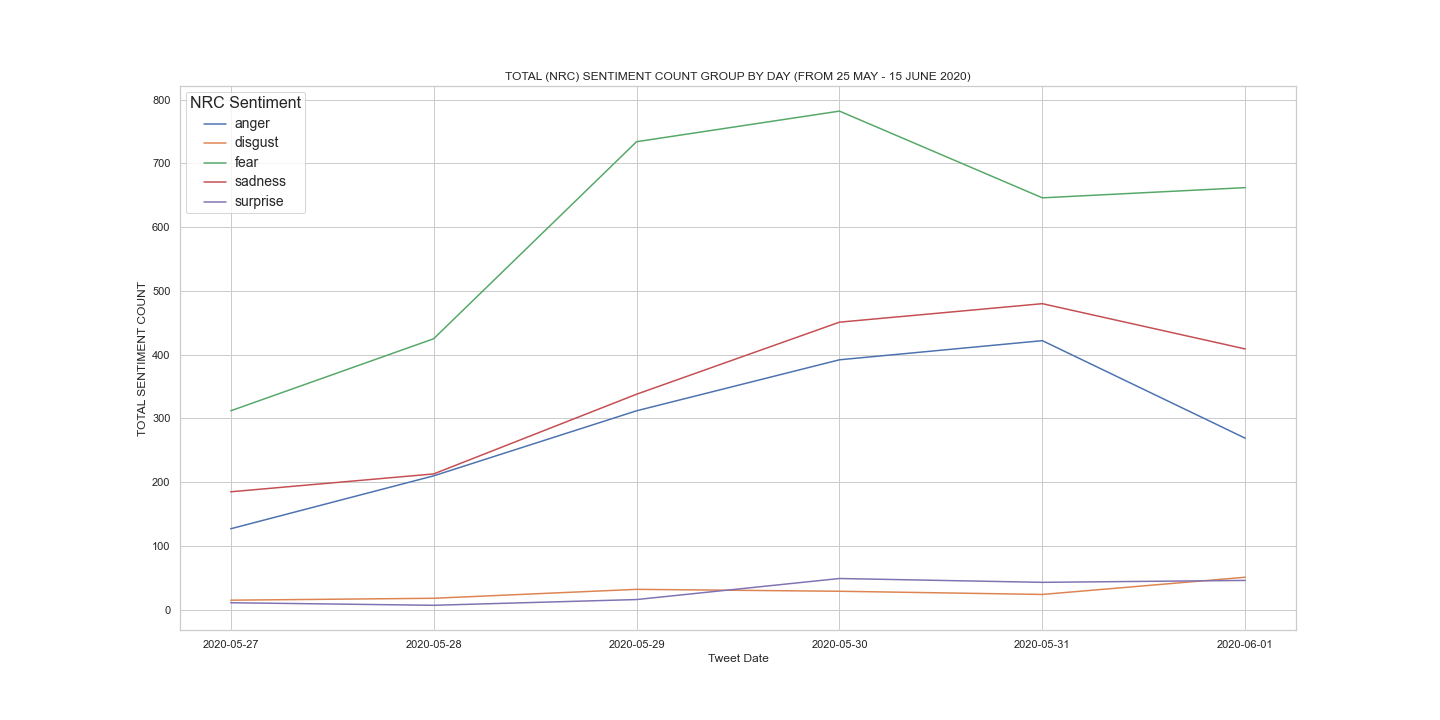 TOTAL (NRC) SENTIMENT COUNT GROUP BY DAY (FROM 25 MAY - 15 JUNE 2020)
NRC Sentiment
anger
disgust
fear
sadness
surprise
TOTAL SENTIMENT COUNT
800
700
600
500
400
300
200
100
0
2020-05-27 2020-05-28 2020-05-29 2020-05-30 2020-05-31 2020-06-01
Tweet Date